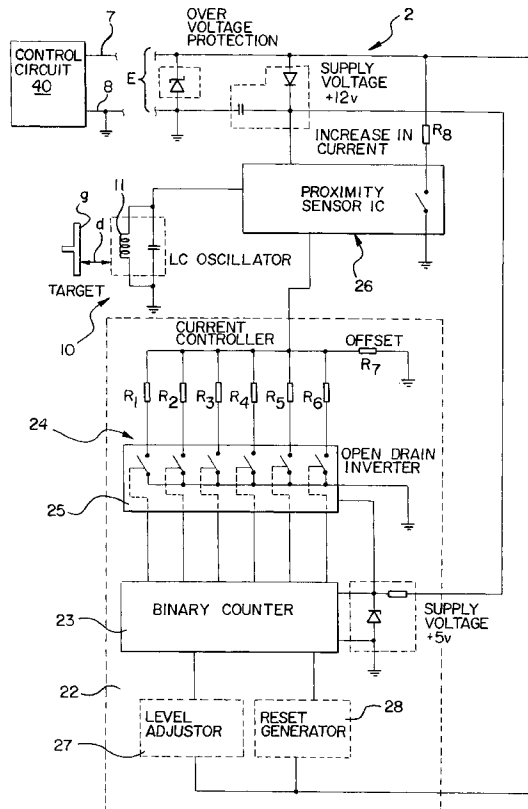 7
OVER
VOLTAGE
PROTECTION
2
CONTROL
CIRCUIT
40
8
E
SUPPLY
VOLTAGE
+12v
INCREASE IN
CURRENT
R8
PROXIMITY
SENSOR IC
26
g
11
d
LC OSCILLATOR
TARGET
10
CURRENT
CONTROLLER
OFFSET
R7
R1 R2 R3 R4 R5 R6
24
OPEN DRAIN
INVERTER
25
BINARY COUNTER
23
SUPPLY
VOLTAGE
+5v
22
LEVEL
ADJUSTOR
27
RESET
GENERATOR
28